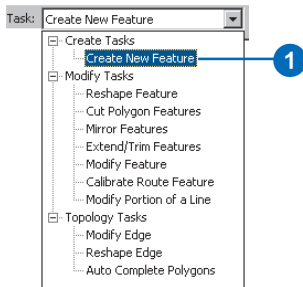 Task: Create New Feature
Create Tasks
Create New Feature
1
Modify Tasks
Reshape Feature
Cut Polygon Features
Mirror Features
Extend/Trim Features
Modify Feature
Calibrate Route Feature
Modify Portion of a Line
Topology Tasks
Modify Edge
Reshape Edge
Auto Complete Polygons